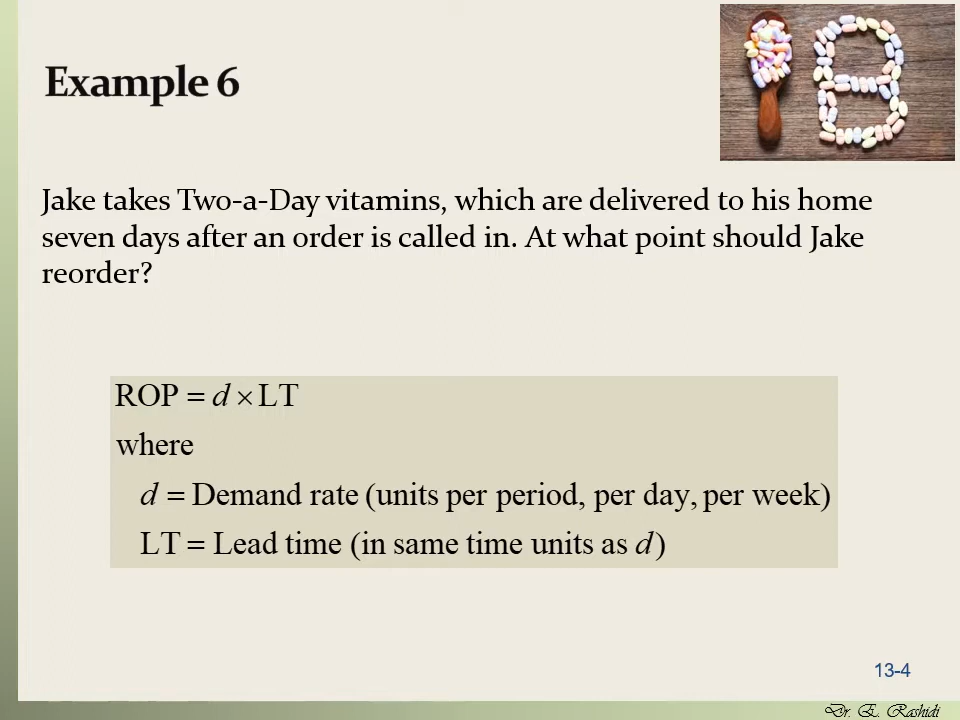 Example 6
Jake takes Two-a-Day vitamins, which are delivered to his home
seven days after an order is called in. At what point should Jake
reorder?
ROP = d × LT
where
d = Demand rate (units per period, per day, per week)
LT = Lead time (in same time units as d)
13-4
Dr. E. Rashidi